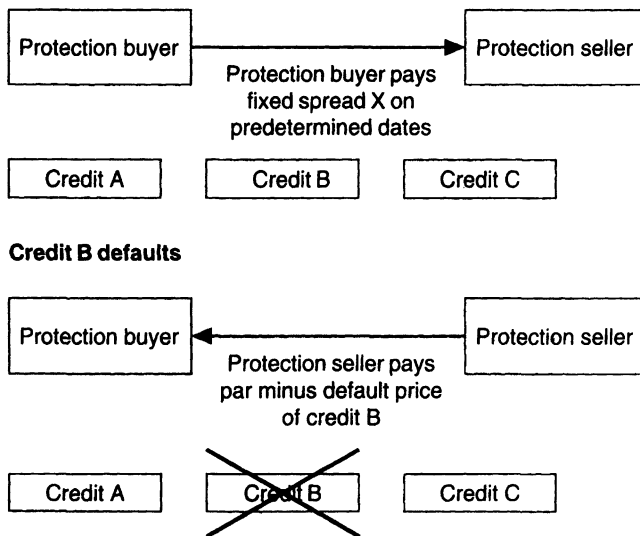 Protection buyer
Protection seller
Protection buyer pays
fixed spread X on
predetermined dates
Credit A
Credit B
Credit C
Credit B defaults
Protection buyer
Protection seller
Protection seller pays
par minus default price
of credit B
Credit A
Credit B
Credit C